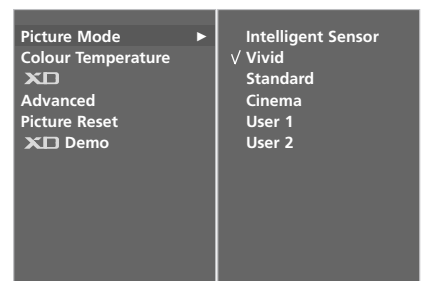 Picture Mode ►
Colour Temperature
XD
Advanced
Picture Reset
XD Demo
Intelligent Sensor
√ Vivid
Standard
Cinema
User 1
User 2